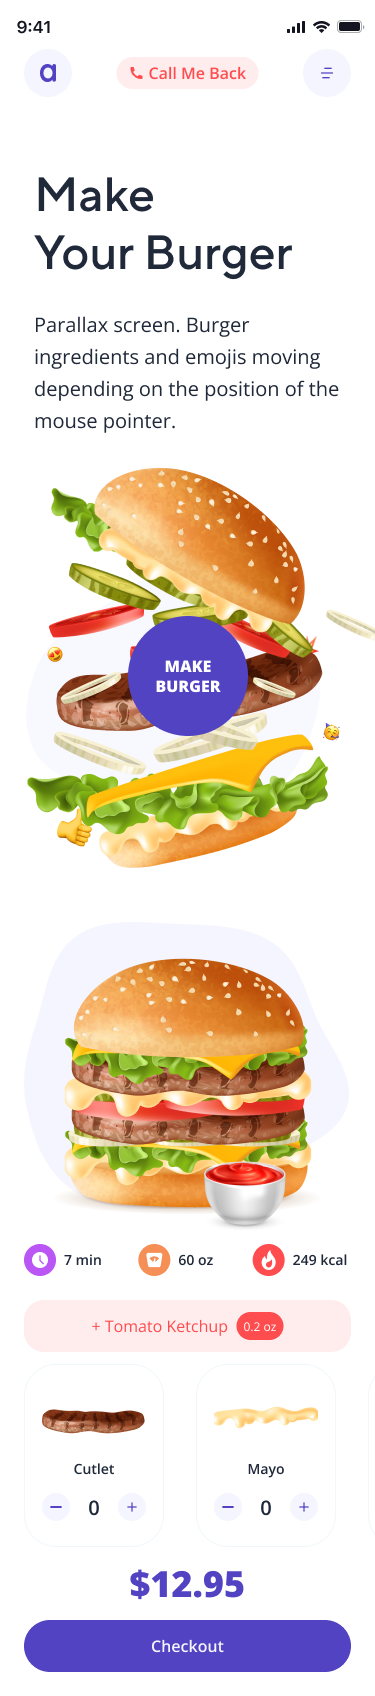 9:41
a
Call Me Back
Make
Your Burger
Parallax screen. Burger
ingredients and emojis moving
depending on the position of the
mouse pointer.
MAKE
BURGER
7 min
60 oz
249 kcal
+ Tomato Ketchup 0.2 oz
Cutlet
Mayo
− 0 +
− 0 +
$12.95
Checkout